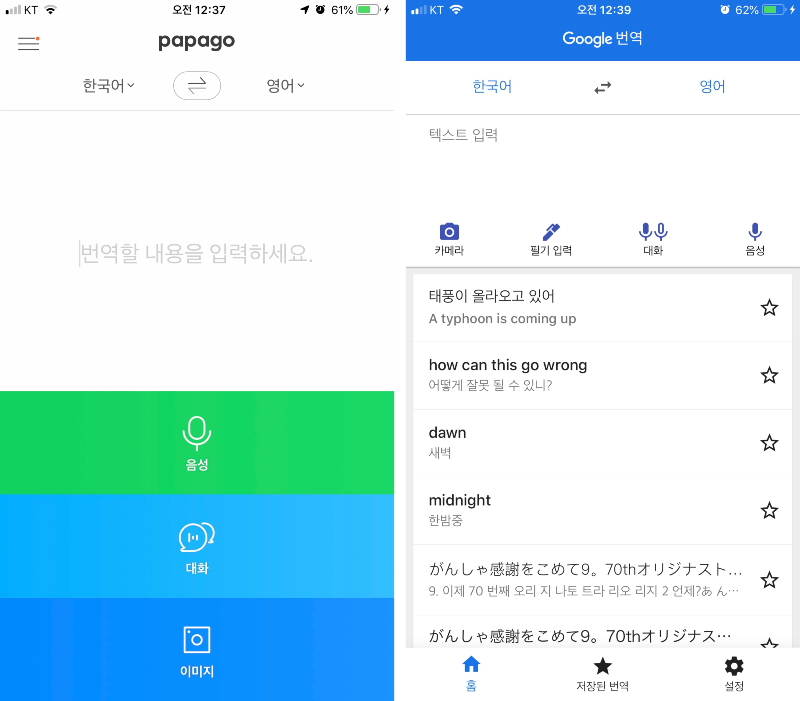 KT 오전 12:37 61%
papago
한국어 영어
번역할 내용을 입력하세요.
음성
대화
이미지
KT 오전 12:39 62%
Google 번역
한국어 영어
텍스트 입력
카메라 필기 입력 대화 음성
태풍이 올라오고 있어
A typhoon is coming up
how can this go wrong
어떻게 잘못 될 수 있니?
dawn
새벽
midnight
한밤중
がんしゃ感謝をこめて9。70thオリジナスト…
9. 이제 70 번째 오리 지 나토 트라 리오 리지 2 언제?あ ん…
がんしゃ感謝をこめて9。70thオリジナス…
홈 저장된 번역 설정